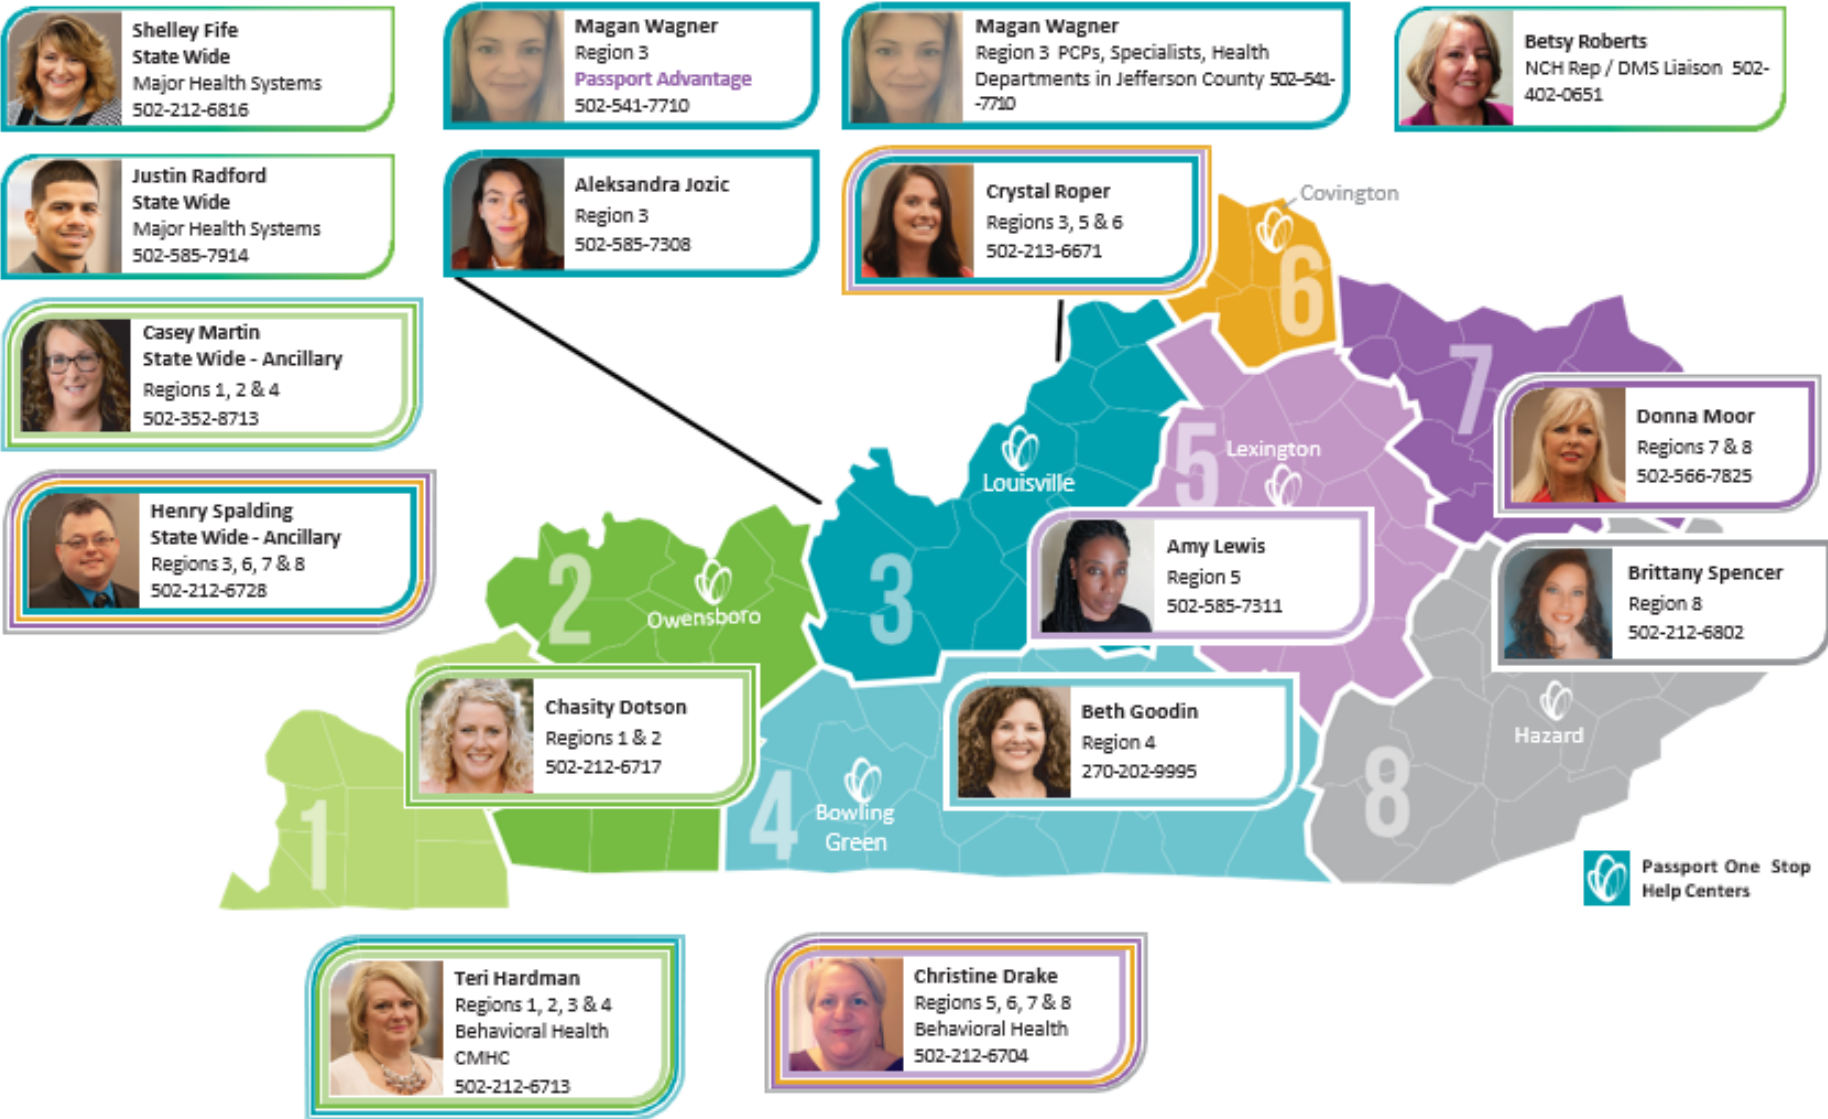 Shelley Fife
State Wide
Major Health Systems
502-212-6816
Magan Wagner
Region 3
Passport Advantage
502-541-7710
Magan Wagner
Region 3 PCPs, Specialists, Health
Departments in Jefferson County 502-541-
-7710
Betsy Roberts
NCH Rep / DMS Liaison 502-
402-0651
Justin Radford
State Wide
Major Health Systems
502-585-7914
Aleksandra Jozic
Region 3
502-585-7308
Crystal Roper
Regions 3, 5 & 6
502-213-6671
Covington
6
Casey Martin
State Wide - Ancillary
Regions 1, 2 & 4
502-352-8713
7
Donna Moor
Regions 7 & 8
502-566-7825
5
Lexington
Louisville
Henry Spalding
State Wide - Ancillary
Regions 3, 6, 7 & 8
502-212-6728
2
Owensboro
3
Amy Lewis
Region 5
502-585-7311
Brittany Spencer
Region 8
502-212-6802
Chasity Dotson
Regions 1 & 2
502-212-6717
Beth Goodin
Region 4
270-202-9995
Hazard
1
4
Bowling
Green
8
Passport One Stop
Help Centers
Teri Hardman
Regions 1, 2, 3 & 4
Behavioral Health
CMHC
502-212-6713
Christine Drake
Regions 5, 6, 7 & 8
Behavioral Health
502-212-6704